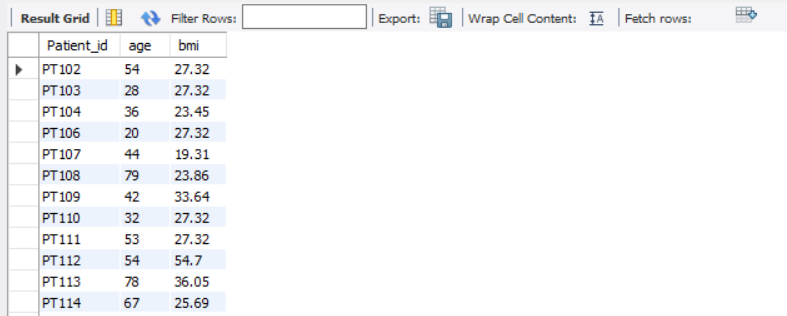 Result Grid Filter Rows: Export: Wrap Cell Content: IA Fetch rows:
Patient_id age bmi
PT102 54 27.32
PT103 28 27.32
PT104 36 23.45
PT106 20 27.32
PT107 44 19.31
PT108 79 23.86
PT109 42 33.64
PT110 32 27.32
PT111 53 27.32
PT112 54 54.7
PT113 78 36.05
PT114 67 25.69